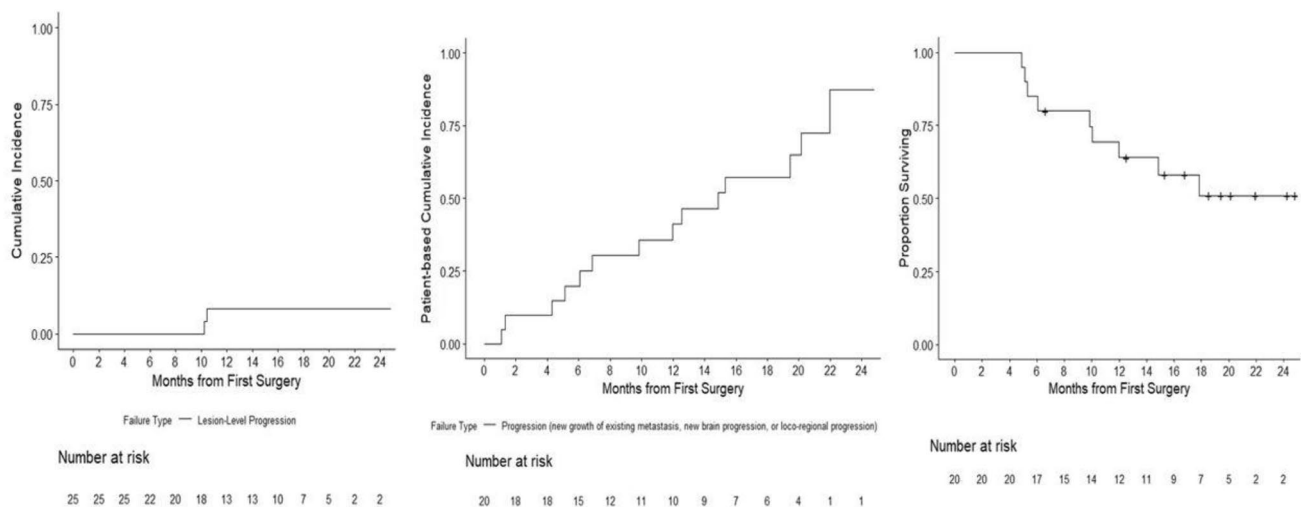 Cumulative Incidence
1.00
0.75
0.50
0.25
0.00
0 2 4 6 8 10 12 14 16 18 20 22 24
Months from First Surgery
Failure Type — Lesion-Level Progression
Number at risk
25 25 25 22 20 18 13 13 10 7 5 2 2
Patient-based Cumulative Incidence
1.00
0.75
0.50
0.25
0.00
0 2 4 6 8 10 12 14 16 18 20 22 24
Months from First Surgery
Failure Type — Progression (new growth of existing metastasis, new brain progression, or loco-regional progression)
Number at risk
20 18 18 15 12 11 10 9 7 6 4 1 1
Proportion Surviving
1.00
0.75
0.50
0.25
0.00
0 2 4 6 8 10 12 14 16 18 20 22 24
Months from First Surgery
Number at risk
20 20 20 17 15 14 12 11 9 7 5 2 2